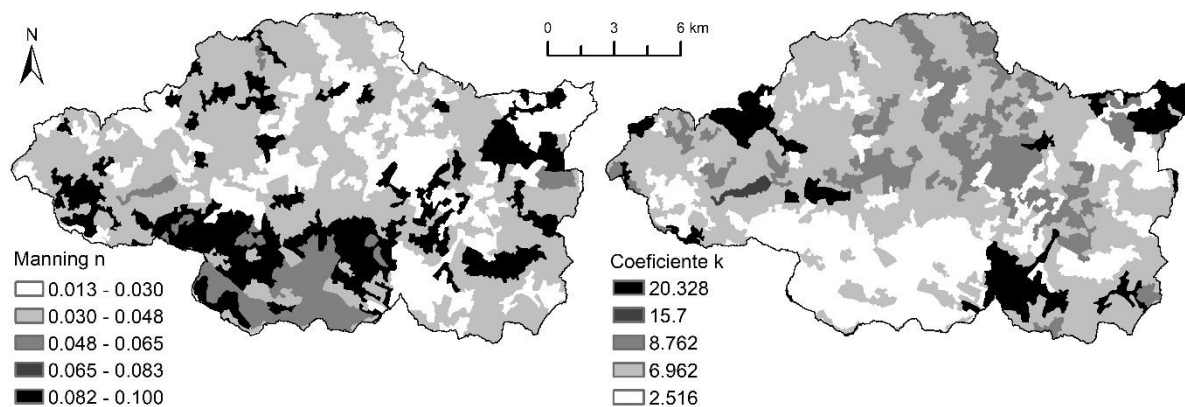 N
0 3 6 km
Manning n
0.013 - 0.030
0.030 - 0.048
0.048 - 0.065
0.065 - 0.083
0.082 - 0.100
Coeficiente k
20.328
15.7
8.762
6.962
2.516